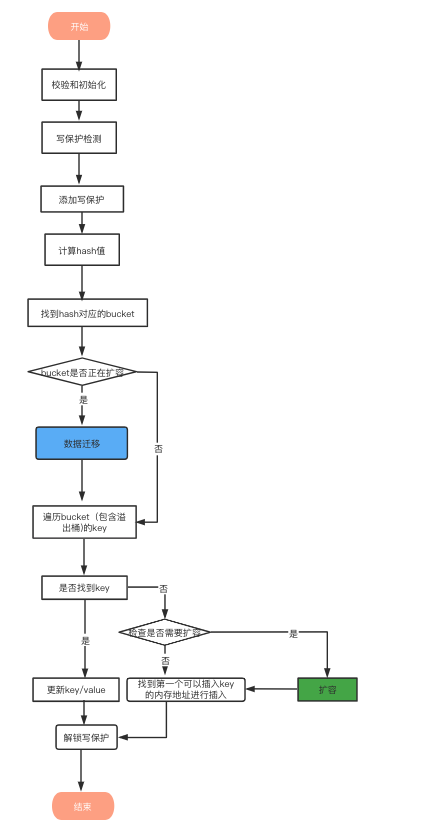 开始
校验和初始化
写保护检测
添加写保护
计算hash值
找到hash对应的bucket
bucket是否正在扩容
是
数据迁移
否
遍历bucket（包含溢
出桶)的key
是否找到key
否
检查是否需要扩容
是
是
否
更新key/value
找到第一个可以插入key
的内存地址进行插入
扩容
解锁写保护
结束